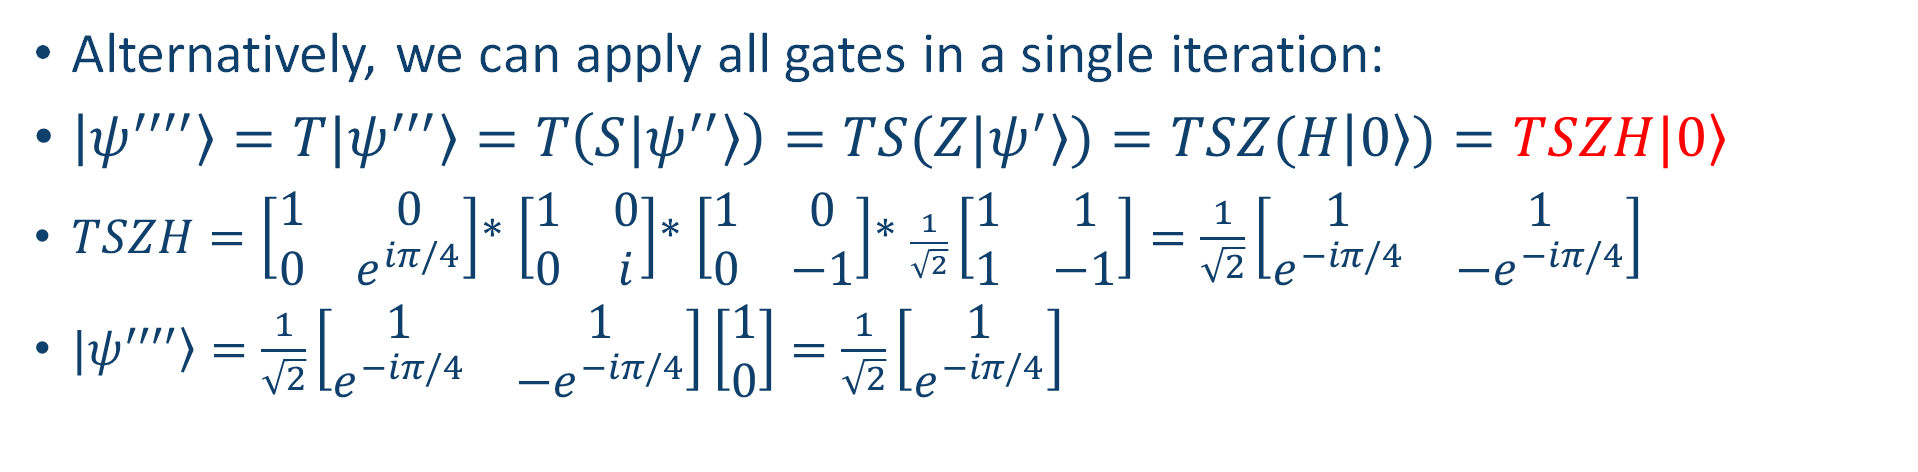 • Alternatively, we can apply all gates in a single iteration:
• |ψ′′′′⟩ = T|ψ′′′⟩ = T(S|ψ′′⟩) = TS(Z|ψ′⟩) = TSZ(H|0⟩) = TSZH|0⟩
• TSZH = [1 0; 0 e^{iπ/4}] * [1 0; 0 i] * [1 0; 0 −1] * 1/√2 [1 1; 1 −1] = 1/√2 [1 1; e^{−iπ/4} −e^{−iπ/4}]
• |ψ′′′′⟩ = 1/√2 [1 1; e^{−iπ/4} −e^{−iπ/4}] [1; 0] = 1/√2 [1; e^{−iπ/4}]